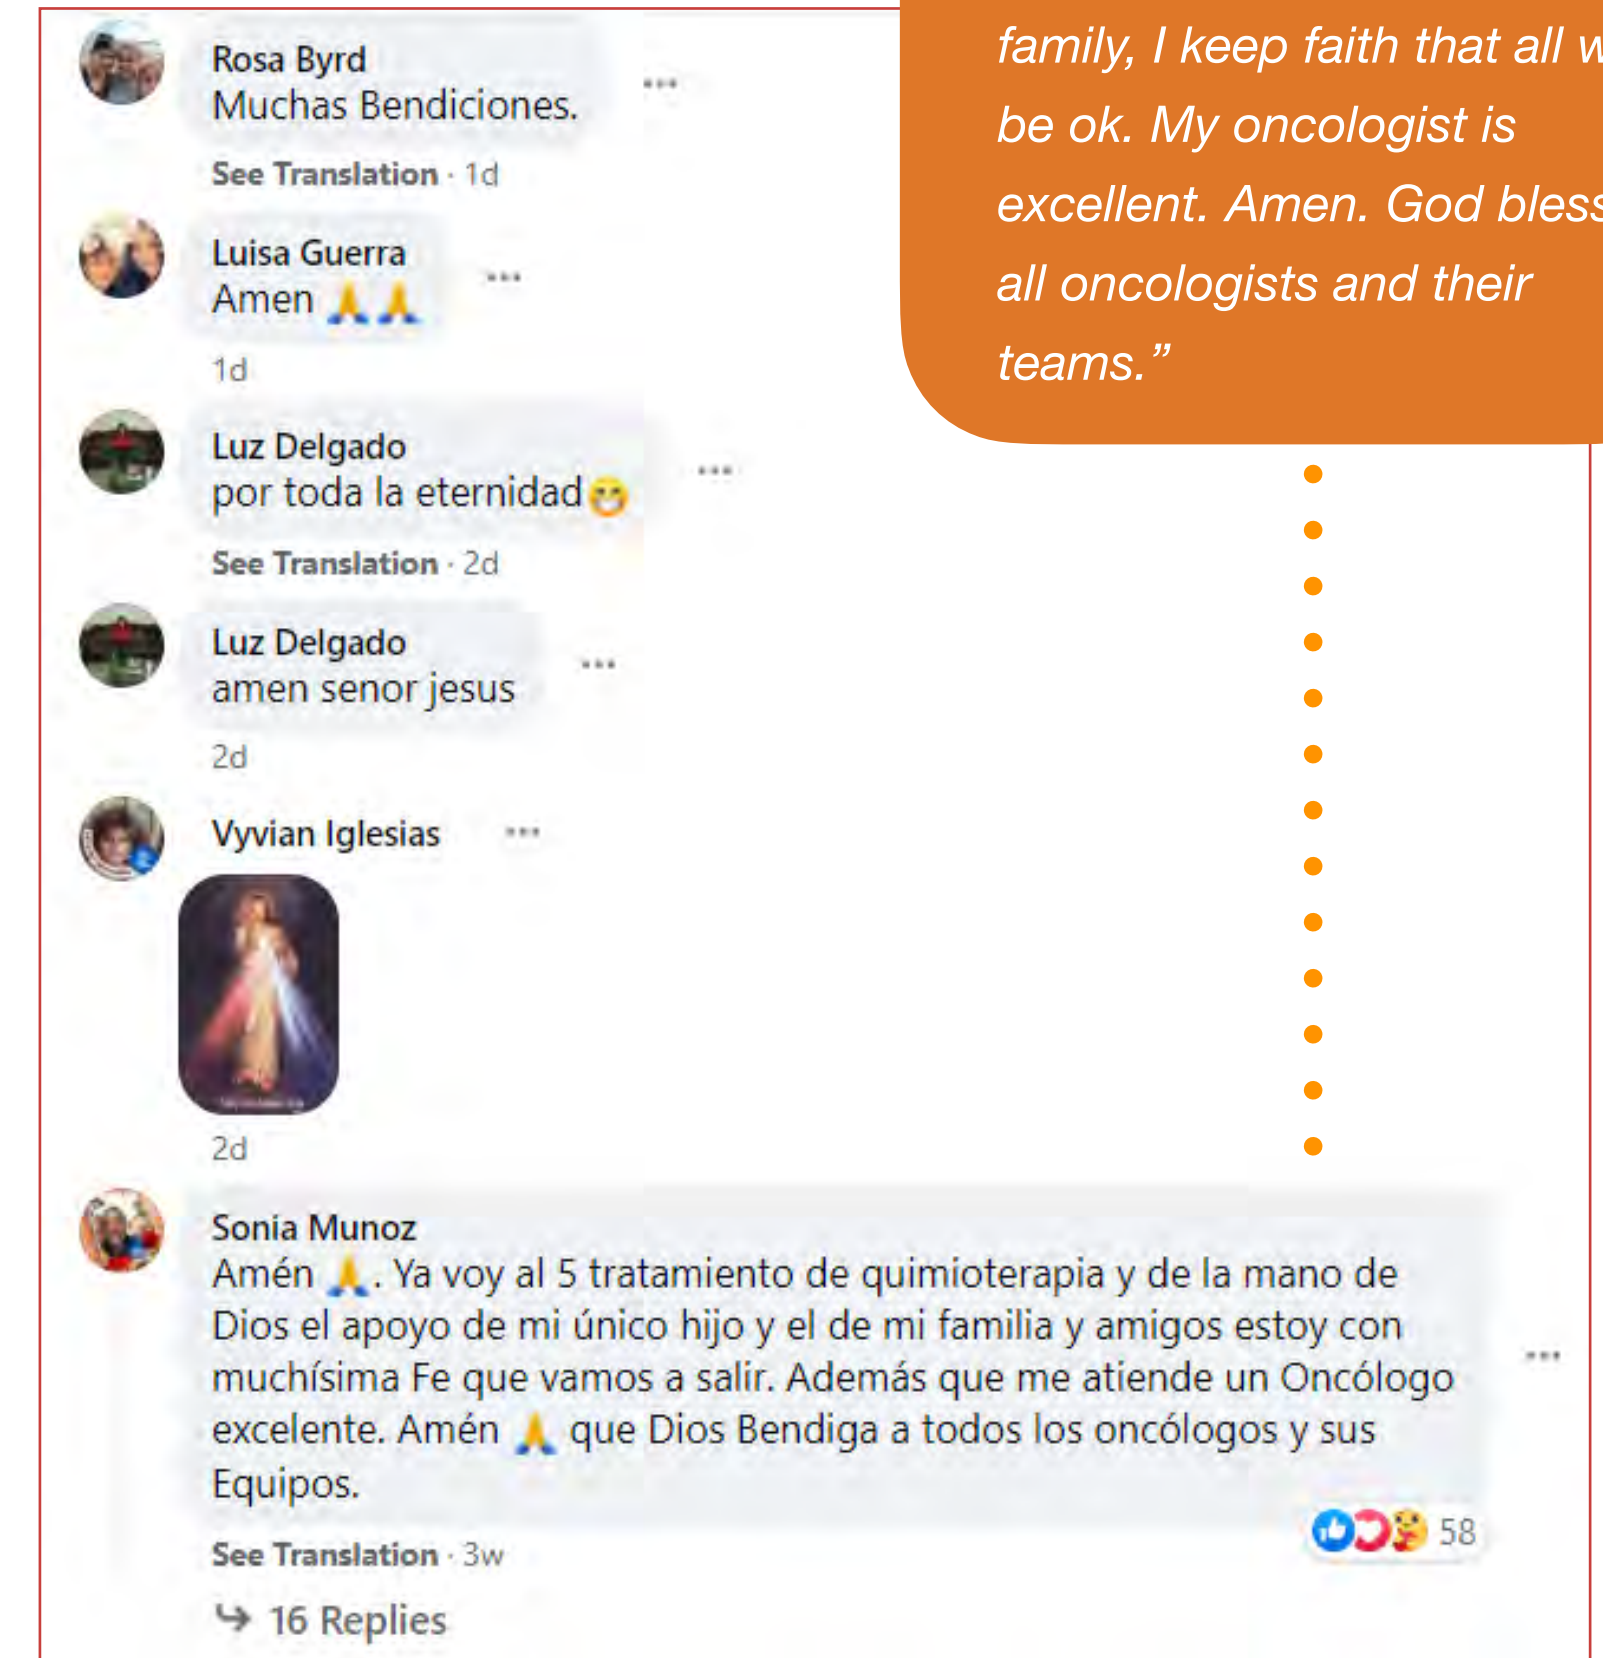 family, I keep faith that all
be ok. My oncologist is
excellent. Amen. God bless
all oncologists and their
teams.”
Rosa Byrd
Muchas Bendiciones.
See Translation · 1d
Luisa Guerra
Amen 🙏🙏
1d
Luz Delgado
por toda la eternidad😁
See Translation · 2d
Luz Delgado
amen senor jesus
2d
Vyvian Iglesias
2d
Sonia Munoz
Amén 🙏. Ya voy al 5 tratamiento de quimioterapia y de la mano de
Dios el apoyo de mi único hijo y el de mi familia y amigos estoy con
muchísima Fe que vamos a salir. Además que me atiende un Oncólogo
excelente. Amén 🙏 que Dios Bendiga a todos los oncólogos y sus
Equipos.
58
See Translation · 3w
16 Replies